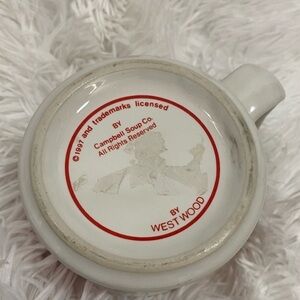 ©1997 and trademarks licensed
BY
Campbell Soup Co.
All Rights Reserved
BY
WESTWOOD